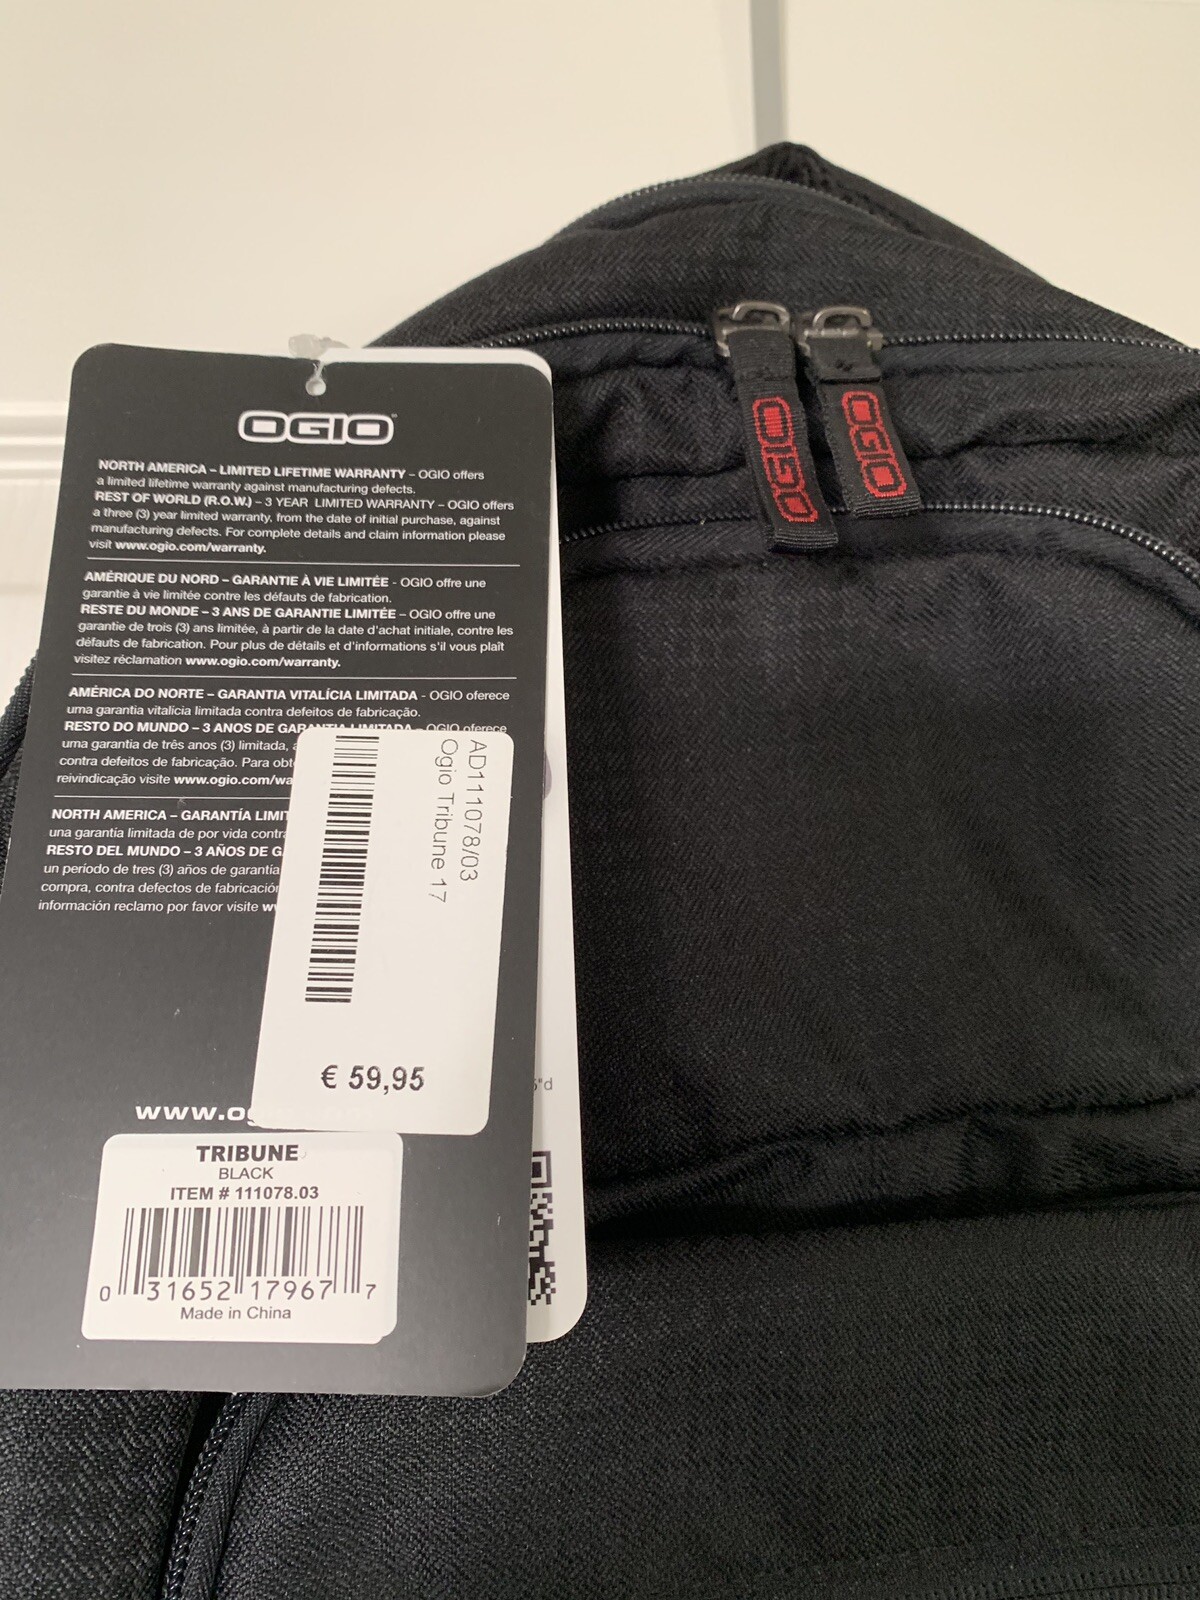 OGIO™
NORTH AMERICA – LIMITED LIFETIME WARRANTY – OGIO offers
a limited lifetime warranty against manufacturing defects.
REST OF WORLD (R.O.W.) – 3 YEAR LIMITED WARRANTY – OGIO offers
a three (3) year limited warranty, from the date of initial purchase, against
manufacturing defects. For complete details and claim information please
visit www.ogio.com/warranty.
AMÉRIQUE DU NORD – GARANTIE À VIE LIMITÉE - OGIO offre une
garantie à vie limitée contre les défauts de fabrication.
RESTE DU MONDE – 3 ANS DE GARANTIE LIMITÉE – OGIO offre une
garantie de trois (3) ans limitée, à partir de la date d'achat initiale, contre les
défauts de fabrication. Pour plus de détails et d'informations s'il vous plaît
visitez réclamation www.ogio.com/warranty.
AMÉRICA DO NORTE – GARANTIA VITALÍCIA LIMITADA - OGIO oferece
uma garantia vitalícia limitada contra defeitos de fabricação.
RESTO DO MUNDO – 3 ANOS DE GARANTIA LIMITADA – OGIO oferece
uma garantia de três anos (3) limitada,
contra defeitos de fabricação. Para
reivindicação visite www.ogio.com/wa
NORTH AMERICA – GARANTÍA LIMIT
una garantía limitada de por vida contra
RESTO DEL MUNDO – 3 AÑOS DE
un periodo de tres (3) años de garantía
compra, contra defectos de fabricación
información reclamo por favor visite
AD111078/03
Ogio Tribune 17
€ 59,95
TRIBUNE
BLACK
ITEM # 111078.03
0 31652 17967 7
Made in China
OGIO
OGIO
"d